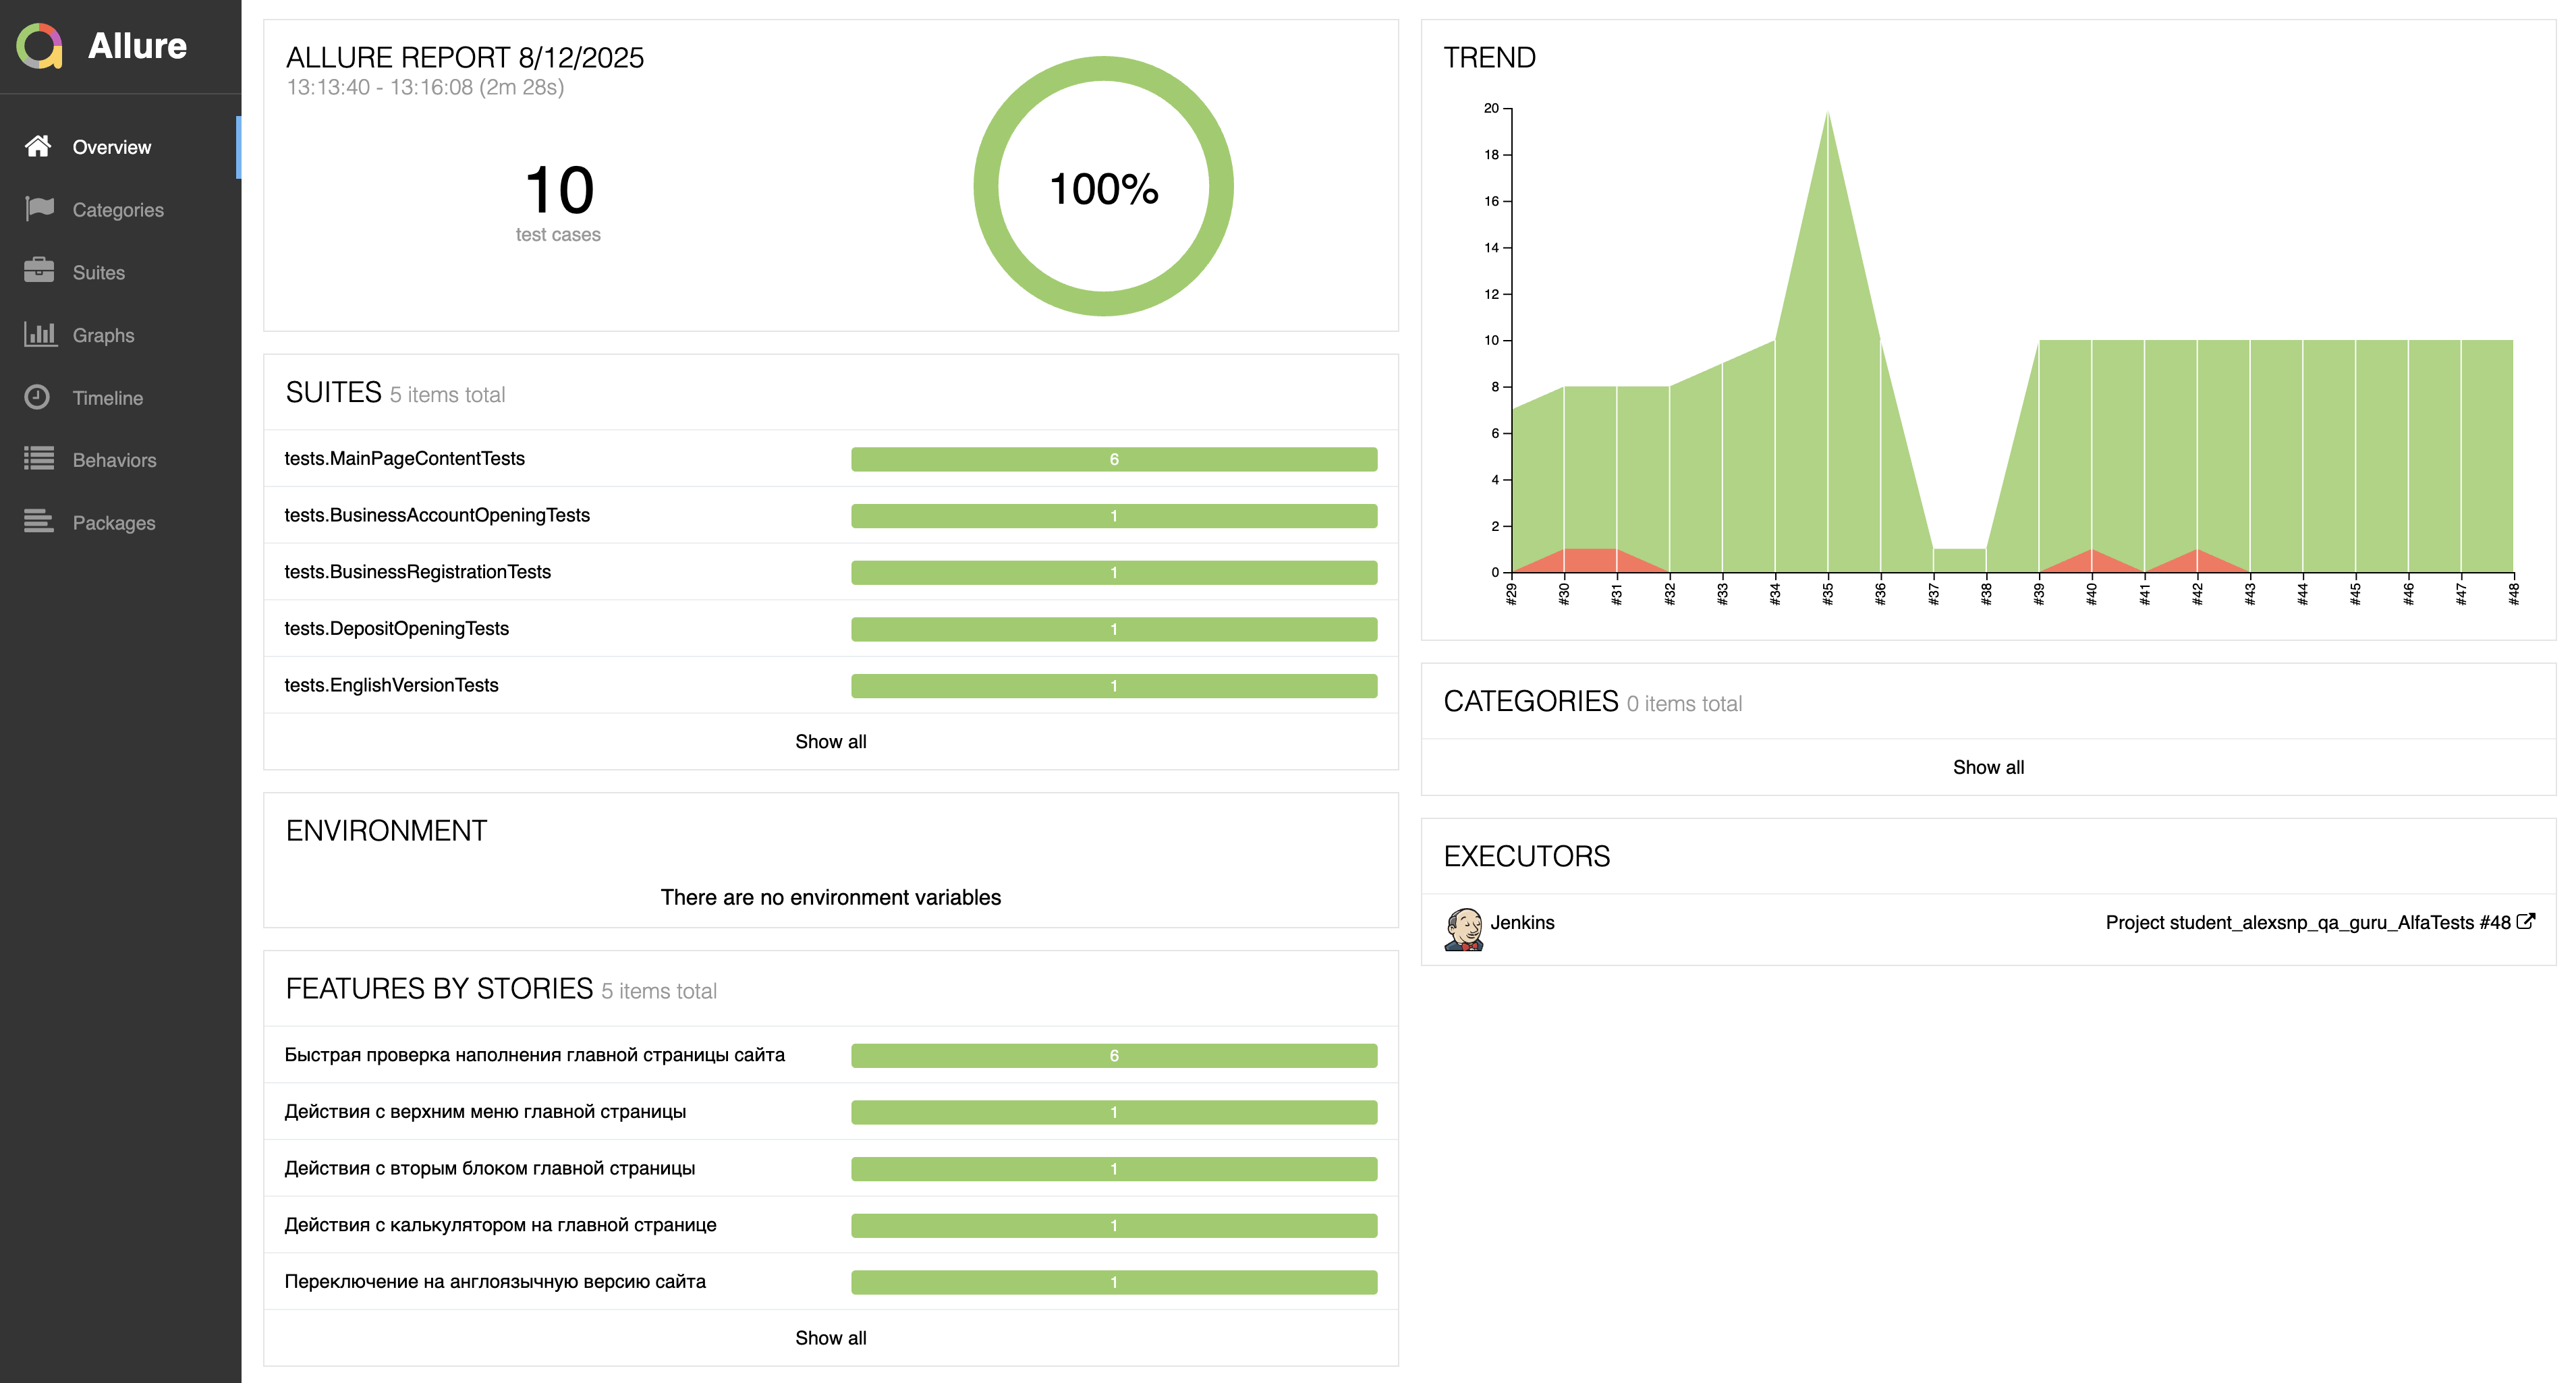 Allure
Overview
Categories
Suites
Graphs
Timeline
Behaviors
Packages
ALLURE REPORT 8/12/2025
13:13:40 - 13:16:08 (2m 28s)
10
test cases
100%
SUITES 5 items total
tests.MainPageContentTests 6
tests.BusinessAccountOpeningTests 1
tests.BusinessRegistrationTests 1
tests.DepositOpeningTests 1
tests.EnglishVersionTests 1
Show all
ENVIRONMENT
There are no environment variables
FEATURES BY STORIES 5 items total
Быстрая проверка наполнения главной страницы сайта 6
Действия с верхним меню главной страницы 1
Действия с вторым блоком главной страницы 1
Действия с калькулятором на главной странице 1
Переключение на англоязычную версию сайта 1
Show all
TREND
20
18
16
14
12
10
8
6
4
2
0
#29 #30 #31 #32 #33 #34 #35 #36 #37 #38 #39 #40 #41 #42 #43 #44 #45 #46 #47 #48
CATEGORIES 0 items total
Show all
EXECUTORS
Jenkins Project student_alexsnp_qa_guru_AlfaTests #48